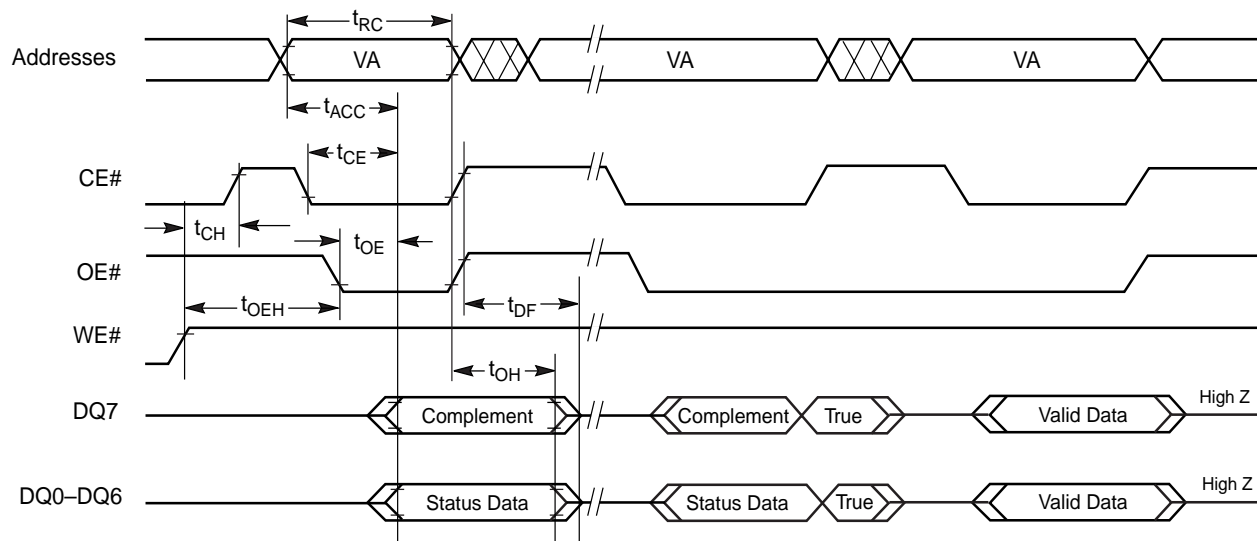 tRC
Addresses VA VA VA
tACC
tCE
CE#
tCH tOE
OE#
tOEH tDF
WE#
tOH
DQ7 Complement Complement True Valid Data High Z
DQ0–DQ6 Status Data Status Data True Valid Data High Z